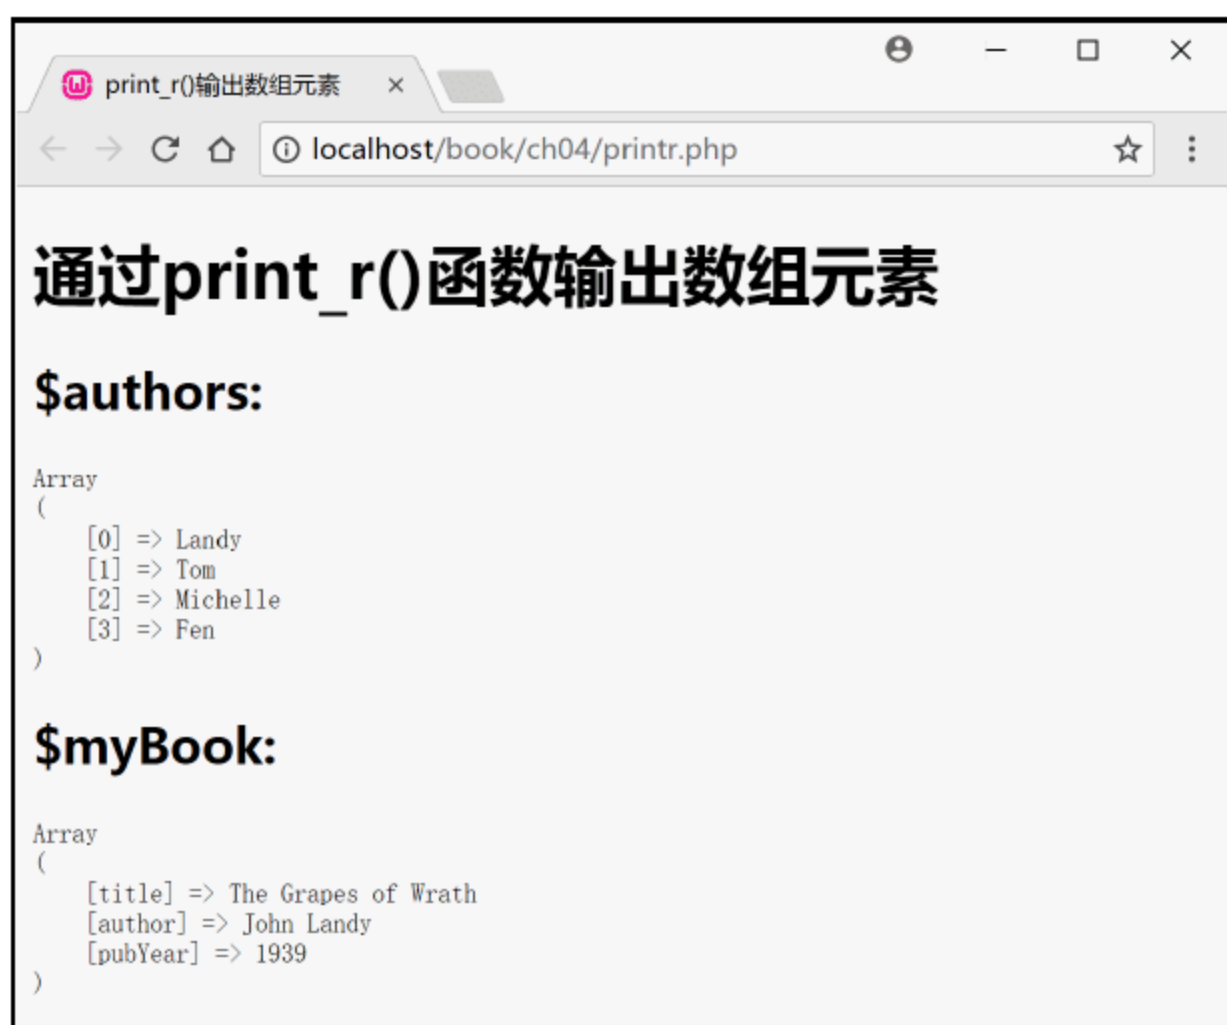 print_r()输出数组元素
localhost/book/ch04/printr.php
通过print_r()函数输出数组元素
$authors:
Array
(
    [0] => Landy
    [1] => Tom
    [2] => Michelle
    [3] => Fen
)
$myBook:
Array
(
    [title] => The Grapes of Wrath
    [author] => John Landy
    [pubYear] => 1939
)